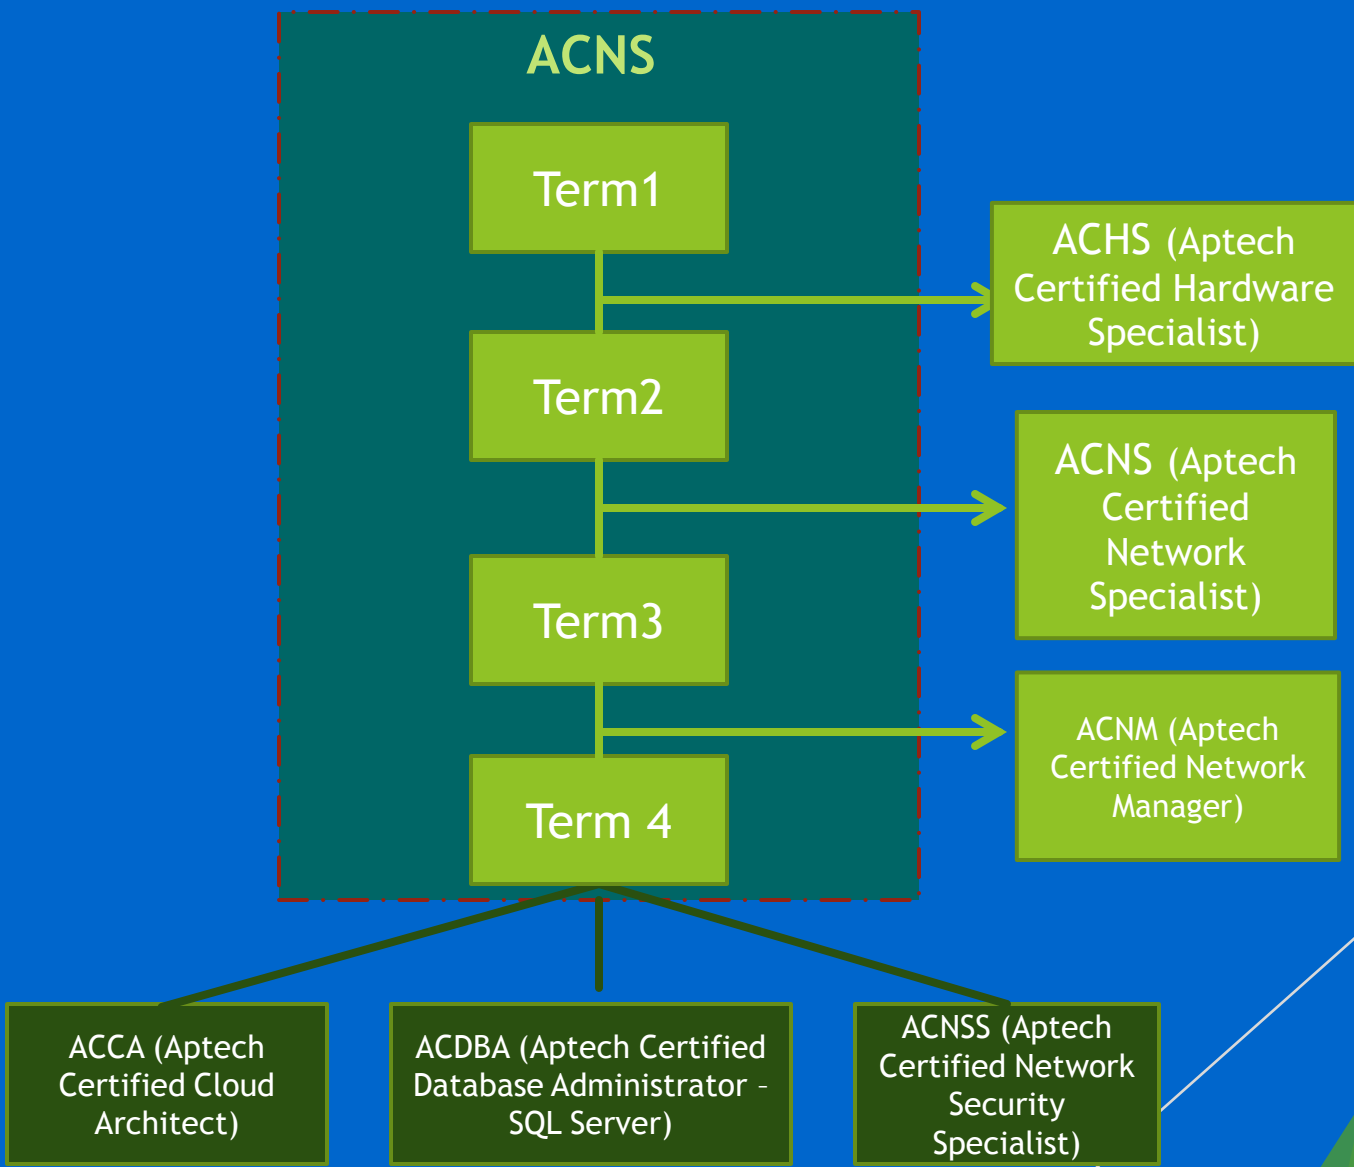 ACNS
Term1
ACHS (Aptech
Certified Hardware
Specialist)
Term2
ACNS (Aptech
Certified
Network
Specialist)
Term3
ACNM (Aptech
Certified Network
Manager)
Term 4
ACCA (Aptech
Certified Cloud
Architect)
ACDBA (Aptech Certified
Database Administrator –
SQL Server)
ACNSS (Aptech
Certified Network
Security
Specialist)